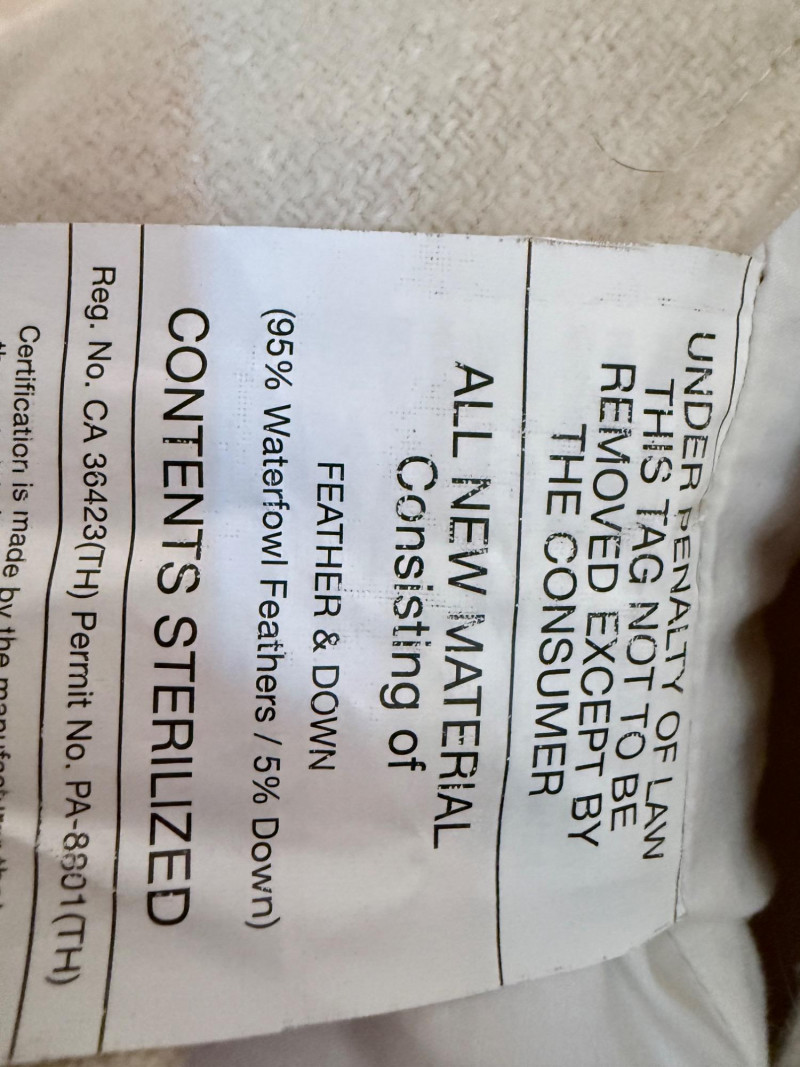 UNDER PENALTY OF LAW
THIS TAG NOT TO BE
REMOVED EXCEPT BY
THE CONSUMER
ALL NEW MATERIAL
Consisting of
FEATHER & DOWN
(95% Waterfowl Feathers / 5% Down)
CONTENTS STERILIZED
Reg. No. CA 36423(TH) Permit No. PA-8801(TH)
Certification is made by the manufacturer that